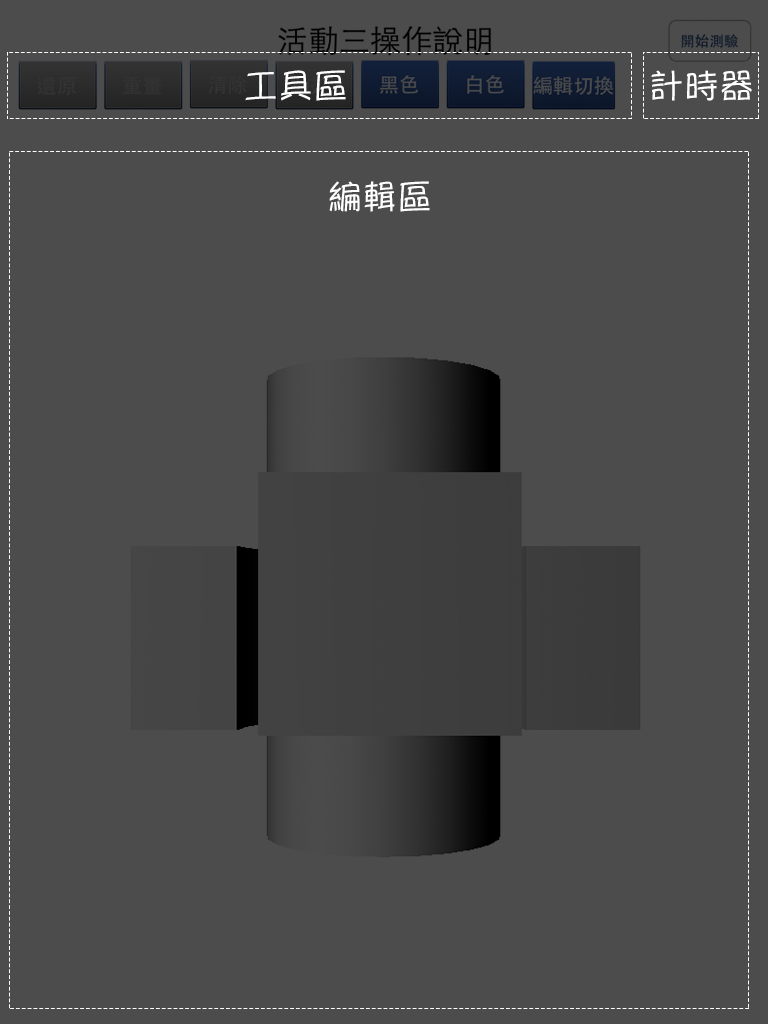 活動三操作說明
開始測驗
還原 重畫 清除 黑色 白色 編輯切換
工具區 計時器
編輯區